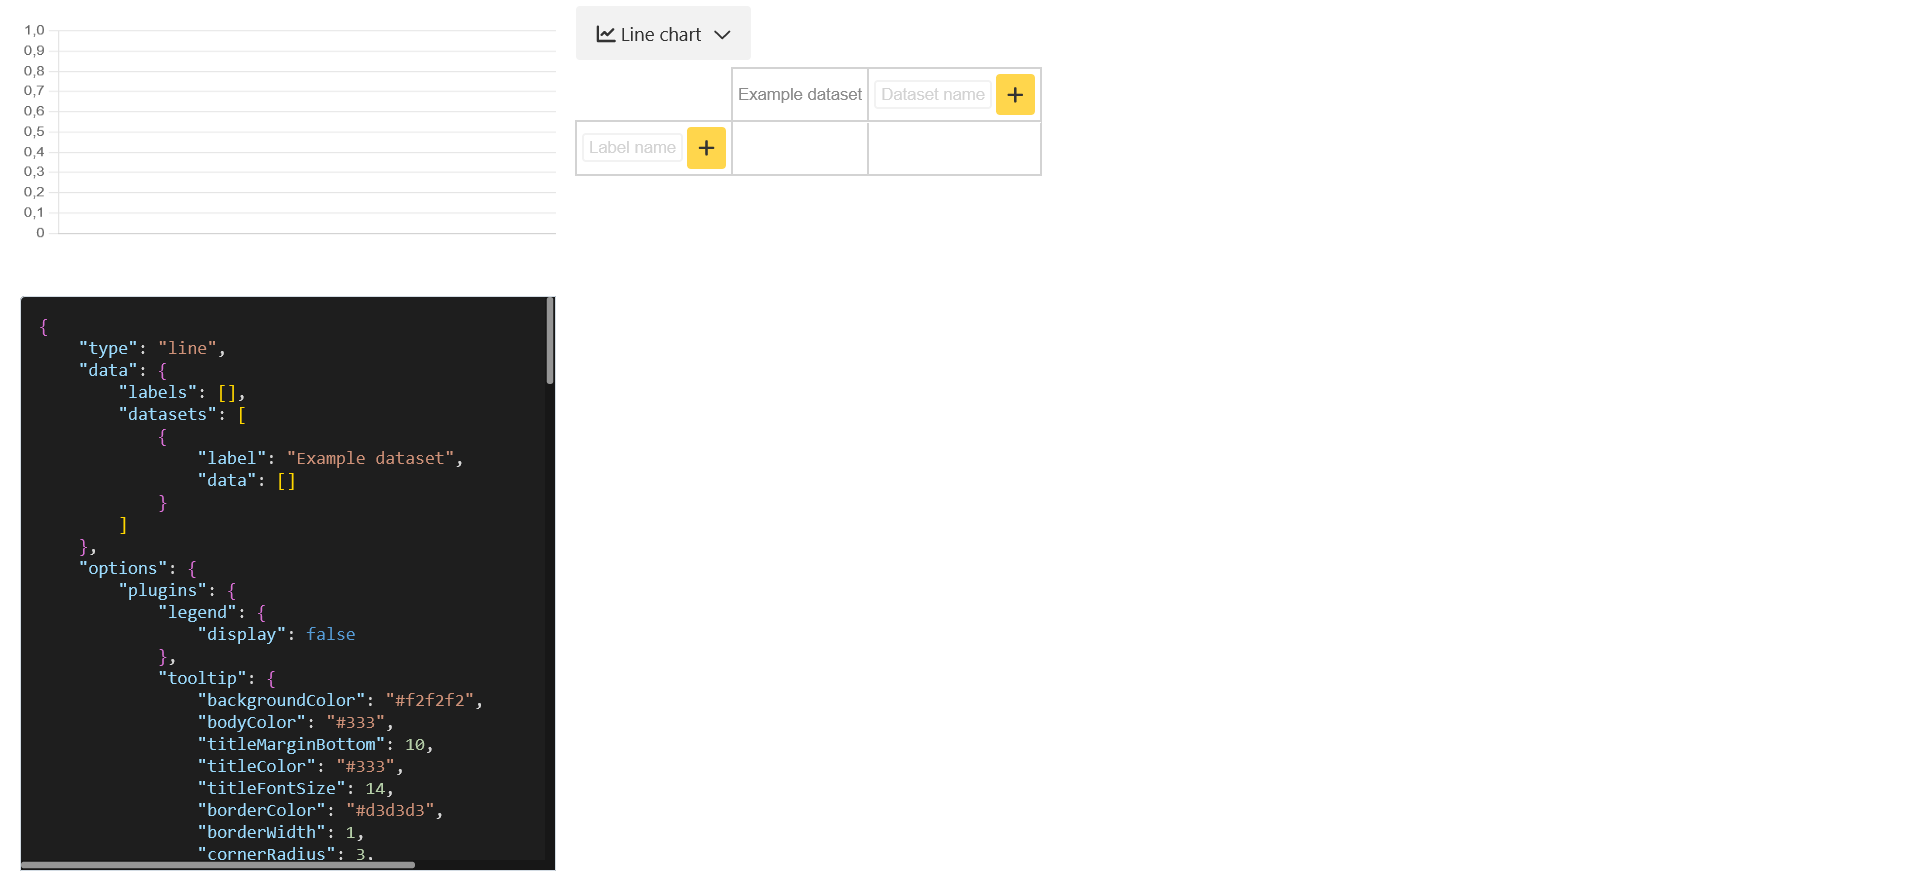 1,0
0,9
0,8
0,7
0,6
0,5
0,4
0,3
0,2
0,1
0
Line chart
Example dataset Dataset name +
Label name +
{
    "type": "line",
    "data": {
        "labels": [],
        "datasets": [
            {
                "label": "Example dataset",
                "data": []
            }
        ]
    },
    "options": {
        "plugins": {
            "legend": {
                "display": false
            },
            "tooltip": {
                "backgroundColor": "#f2f2f2",
                "bodyColor": "#333",
                "titleMarginBottom": 10,
                "titleColor": "#333",
                "titleFontSize": 14,
                "borderColor": "#d3d3d3",
                "borderWidth": 1,
                "cornerRadius": 3,